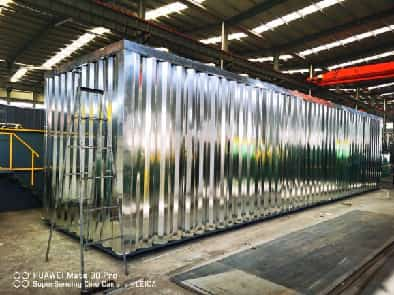 HUAWEI Mate 30 Pro
Super Sensing Cine Camera | LEICA